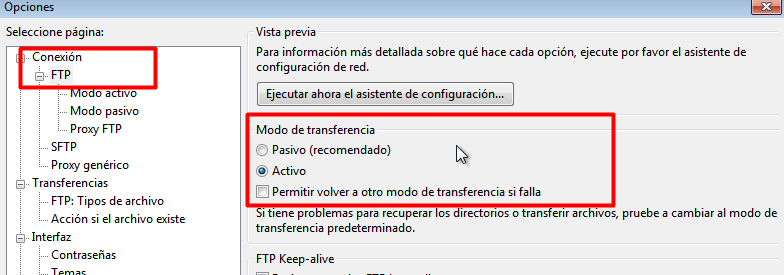 Opciones
Seleccione página:
Conexión
FTP
Modo activo
Modo pasivo
Proxy FTP
SFTP
Proxy genérico
Transferencias
FTP: Tipos de archivo
Acción si el archivo existe
Interfaz
Contraseñas
Temas
Vista previa
Para información más detallada sobre qué hace cada opción, ejecute por favor el asistente de
configuración de red.
Ejecutar ahora el asistente de configuración...
Modo de transferencia
Pasivo (recomendado)
Activo
Permitir volver a otro modo de transferencia si falla
Si tiene problemas para recuperar los directorios o transferir archivos, pruebe a cambiar al modo de
transferencia predeterminado.
FTP Keep-alive